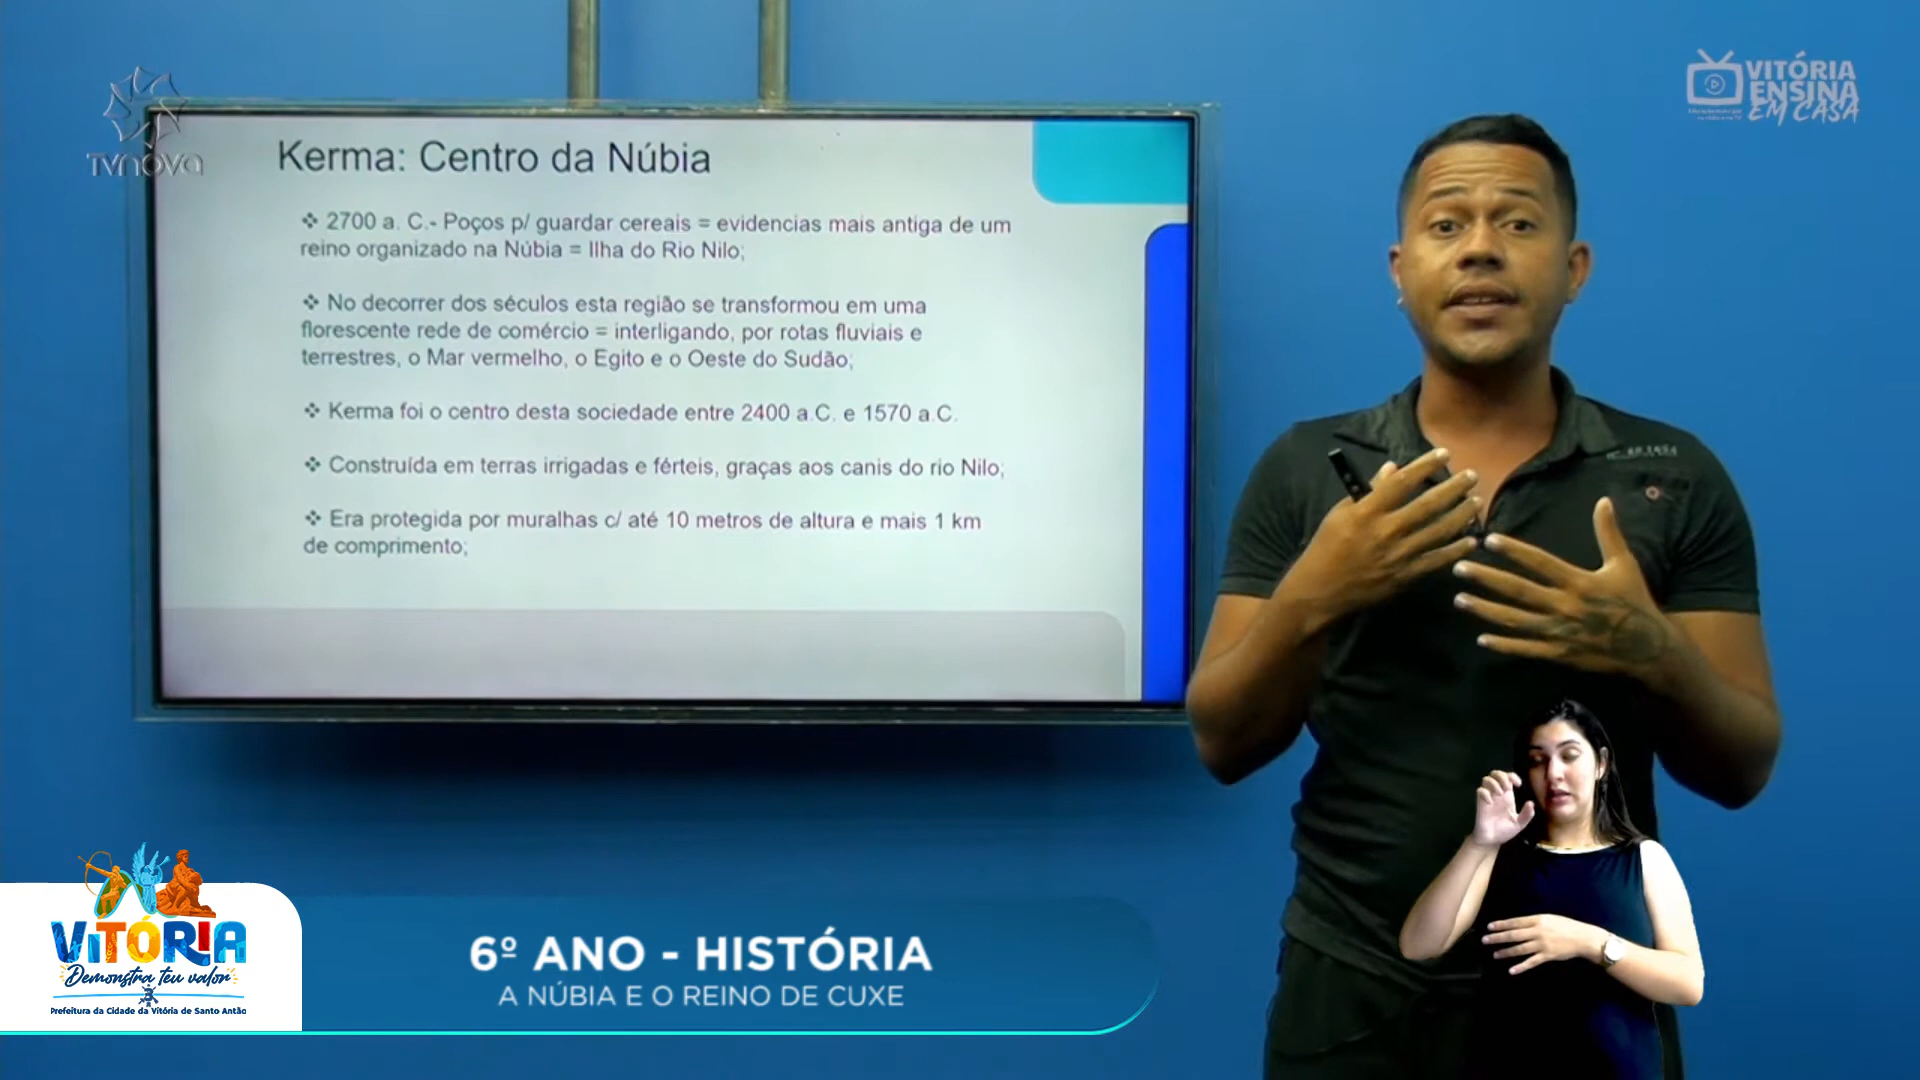 TVNOVA
VITÓRIA
ENSINA
EM CASA
Kerma: Centro da Núbia
❖ 2700 a. C.- Poços p/ guardar cereais = evidencias mais antiga de um
reino organizado na Núbia = Ilha do Rio Nilo;
❖ No decorrer dos séculos esta região se transformou em uma
florescente rede de comércio = interligando, por rotas fluviais e
terrestres, o Mar vermelho, o Egito e o Oeste do Sudão;
❖ Kerma foi o centro desta sociedade entre 2400 a.C. e 1570 a.C.
❖ Construída em terras irrigadas e férteis, graças aos canis do rio Nilo;
❖ Era protegida por muralhas c/ até 10 metros de altura e mais 1 km
de comprimento;
VITÓRIA
Demonstra teu valor
Prefeitura da Cidade da Vitória de Santo Antão
6º ANO - HISTÓRIA
A NÚBIA E O REINO DE CUXE